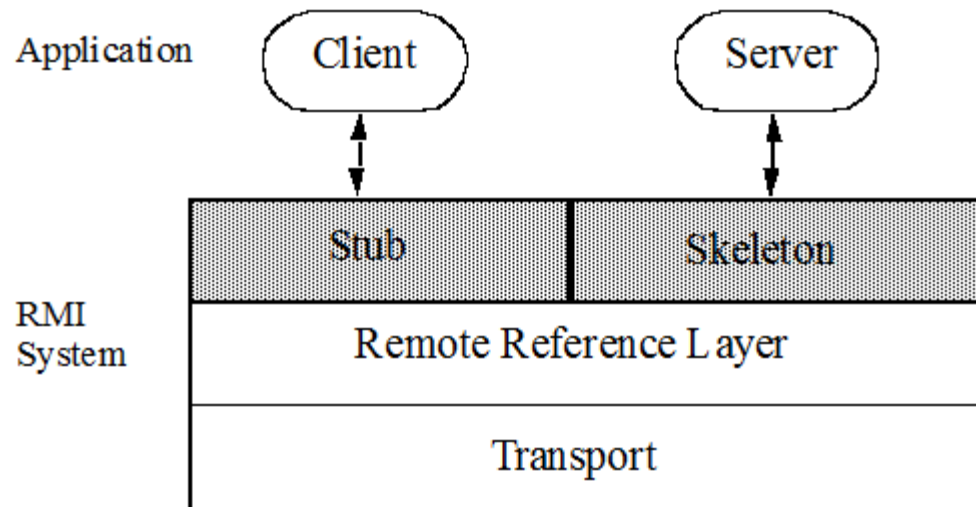 Application
Client
Server
Stub
Skeleton
RMI
System
Remote Reference Layer
Transport